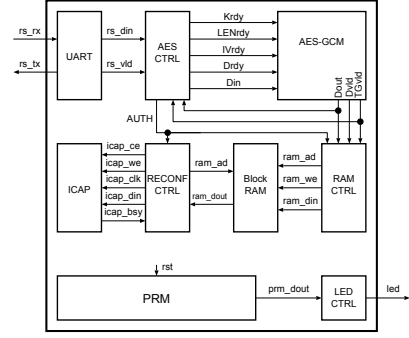 Krdy
LENrdy
IVrdy
Drdy
Din
rs_rx
rs_tx
UART
rs_din
rs_vld
AES
CTRL
AES-GCM
Dout
Dvld
TGvld
AUTH
icap_ce
icap_we
icap_clk
icap_din
icap_bsy
ICAP
RECONF
CTRL
ram_ad
ram_dout
Block
RAM
ram_ad
ram_we
ram_din
RAM
CTRL
rst
PRM
prm_dout
LED
CTRL
led